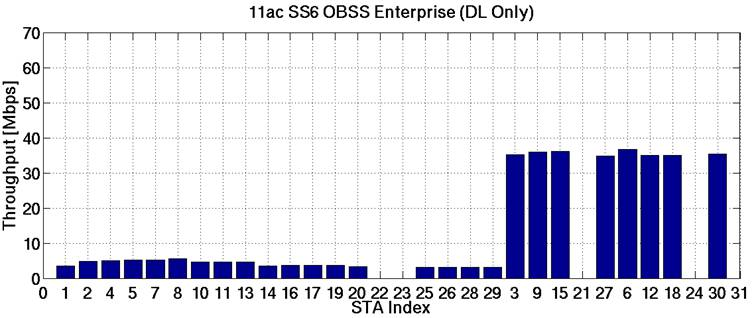 11ac SS6 OBSS Enterprise (DL Only)
Throughput [Mbps]
70
60
50
40
30
20
10
0
0 1 2 4 5 7 8 10 11 13 14 16 17 19 20 22 23 25 26 28 29 3 9 15 21 27 6 12 18 24 30 31
STA Index